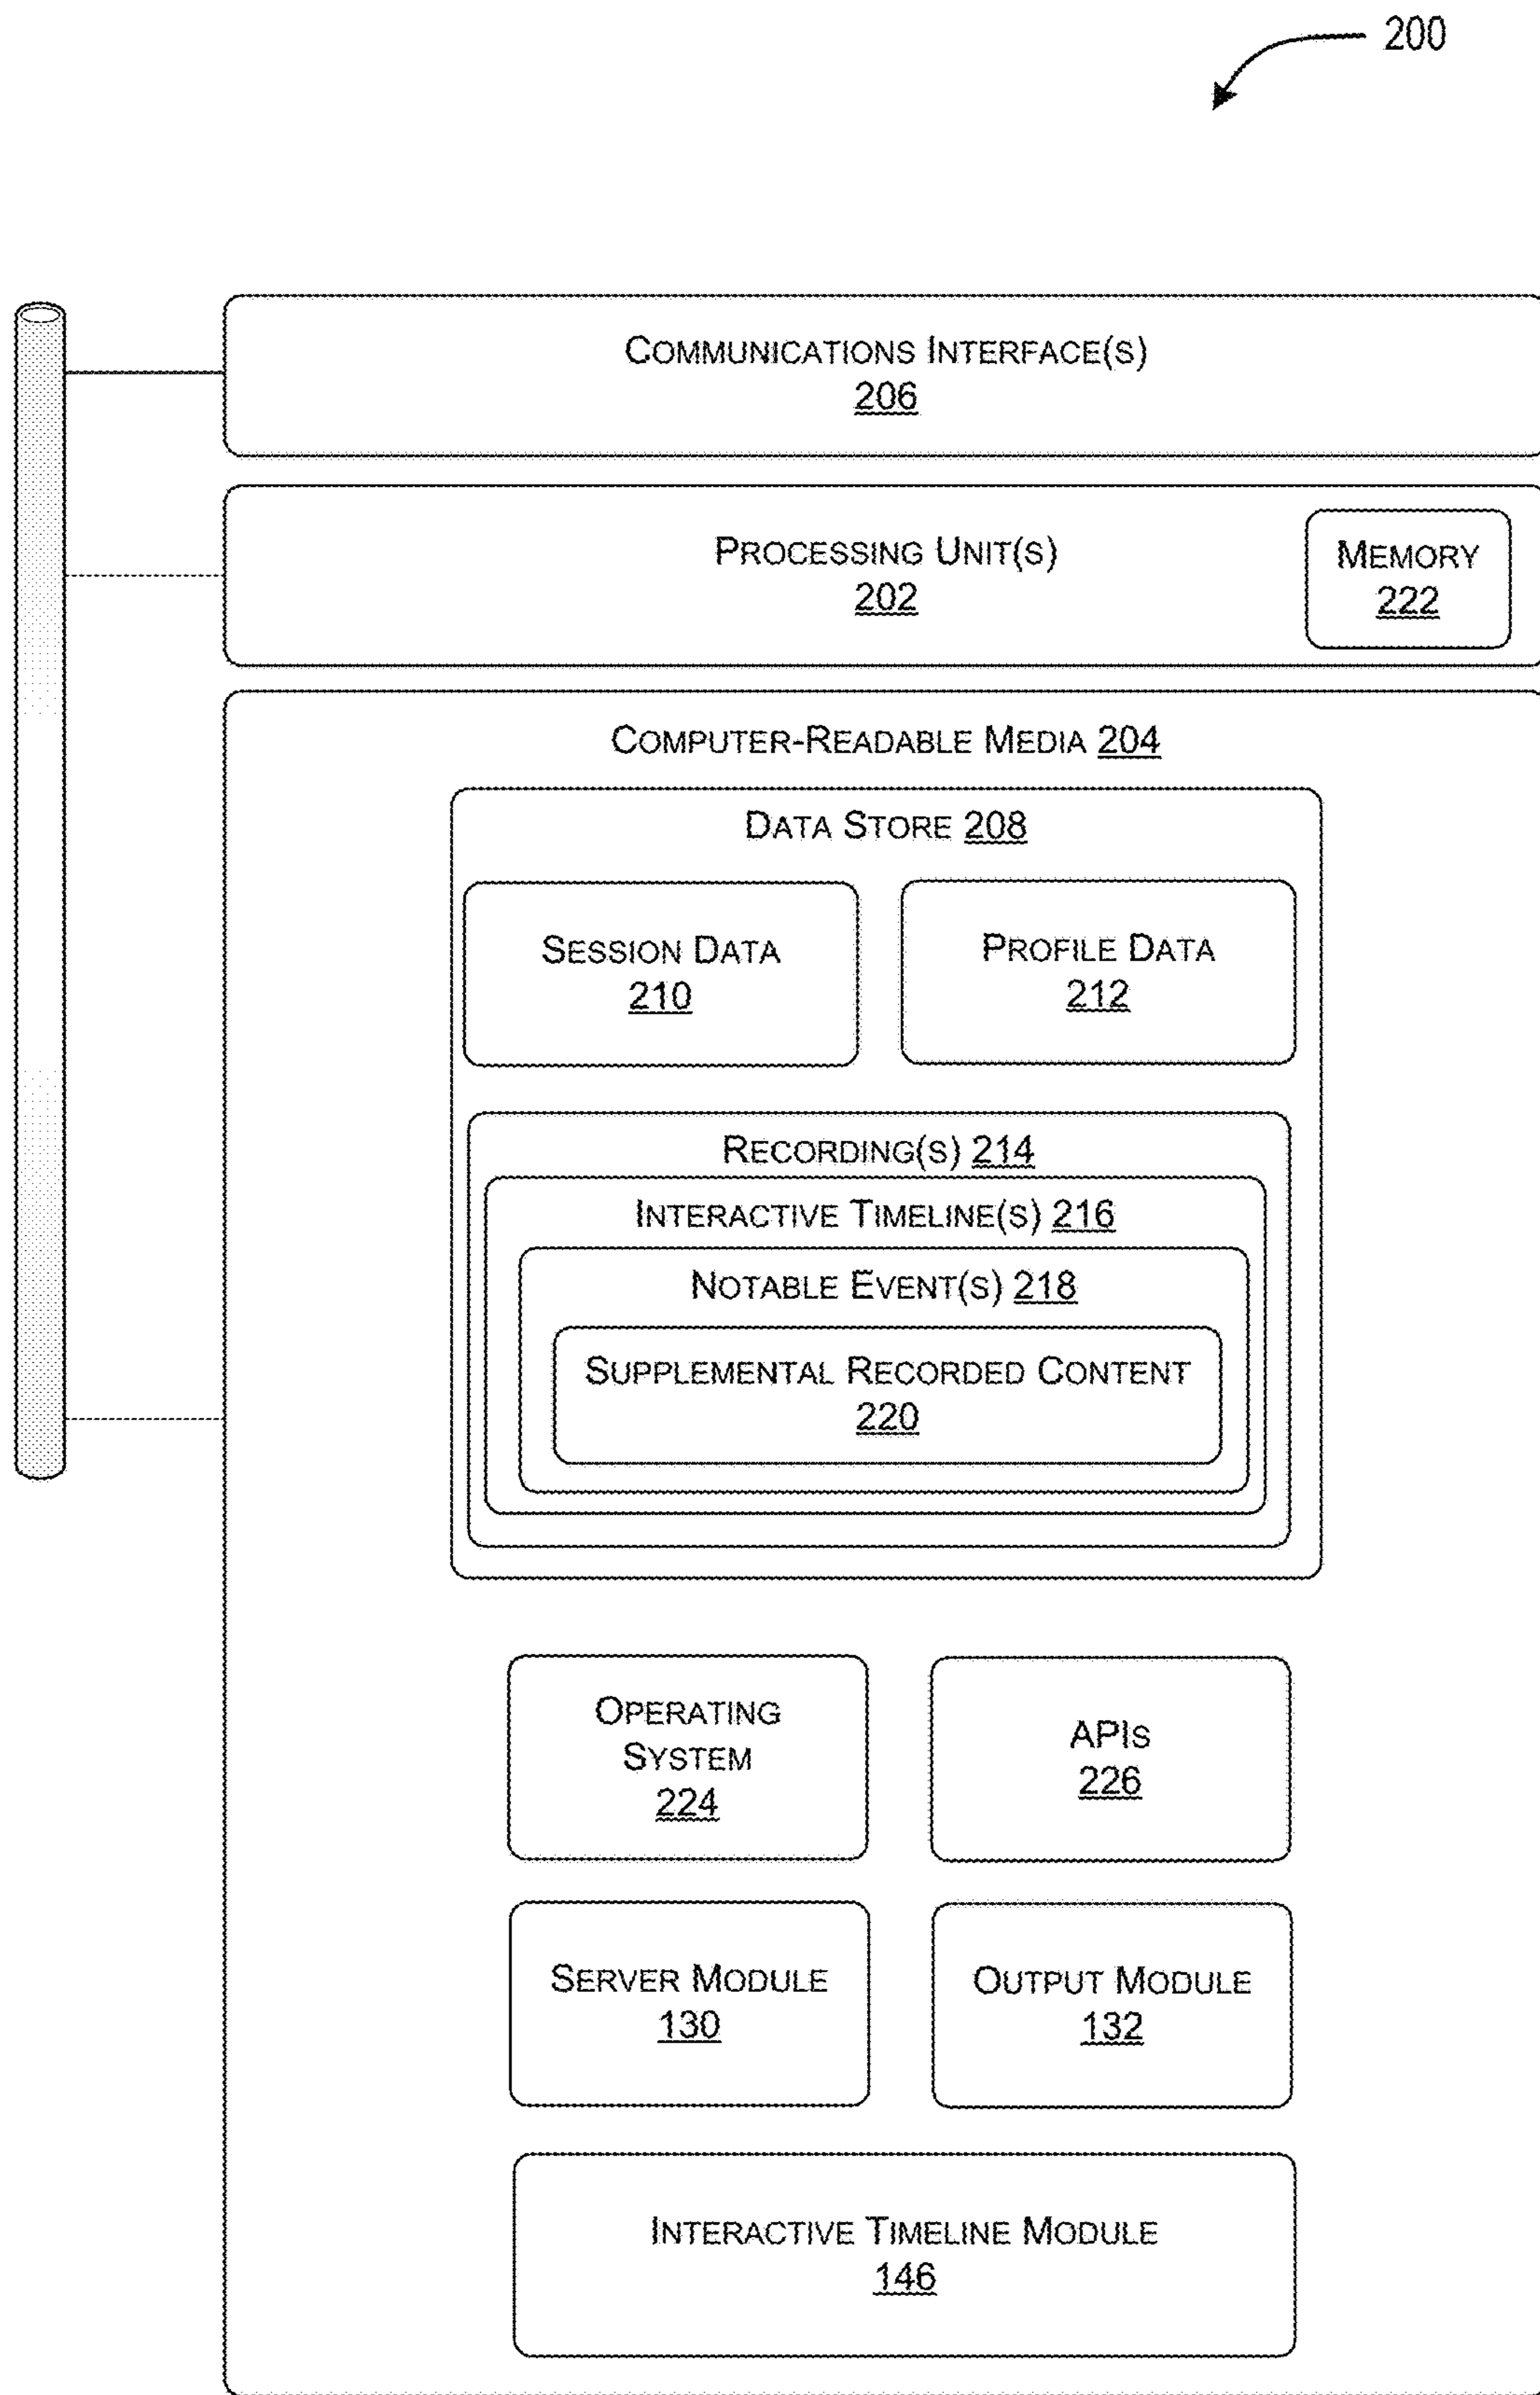 200
COMMUNICATIONS INTERFACE(S)
206
PROCESSING UNIT(S)
202
MEMORY
222
COMPUTER-READABLE MEDIA 204
DATA STORE 208
SESSION DATA
210
PROFILE DATA
212
RECORDING(S) 214
INTERACTIVE TIMELINE(S) 216
NOTABLE EVENT(S) 218
SUPPLEMENTAL RECORDED CONTENT
220
OPERATING
SYSTEM
224
APIS
226
SERVER MODULE
130
OUTPUT MODULE
132
INTERACTIVE TIMELINE MODULE
146